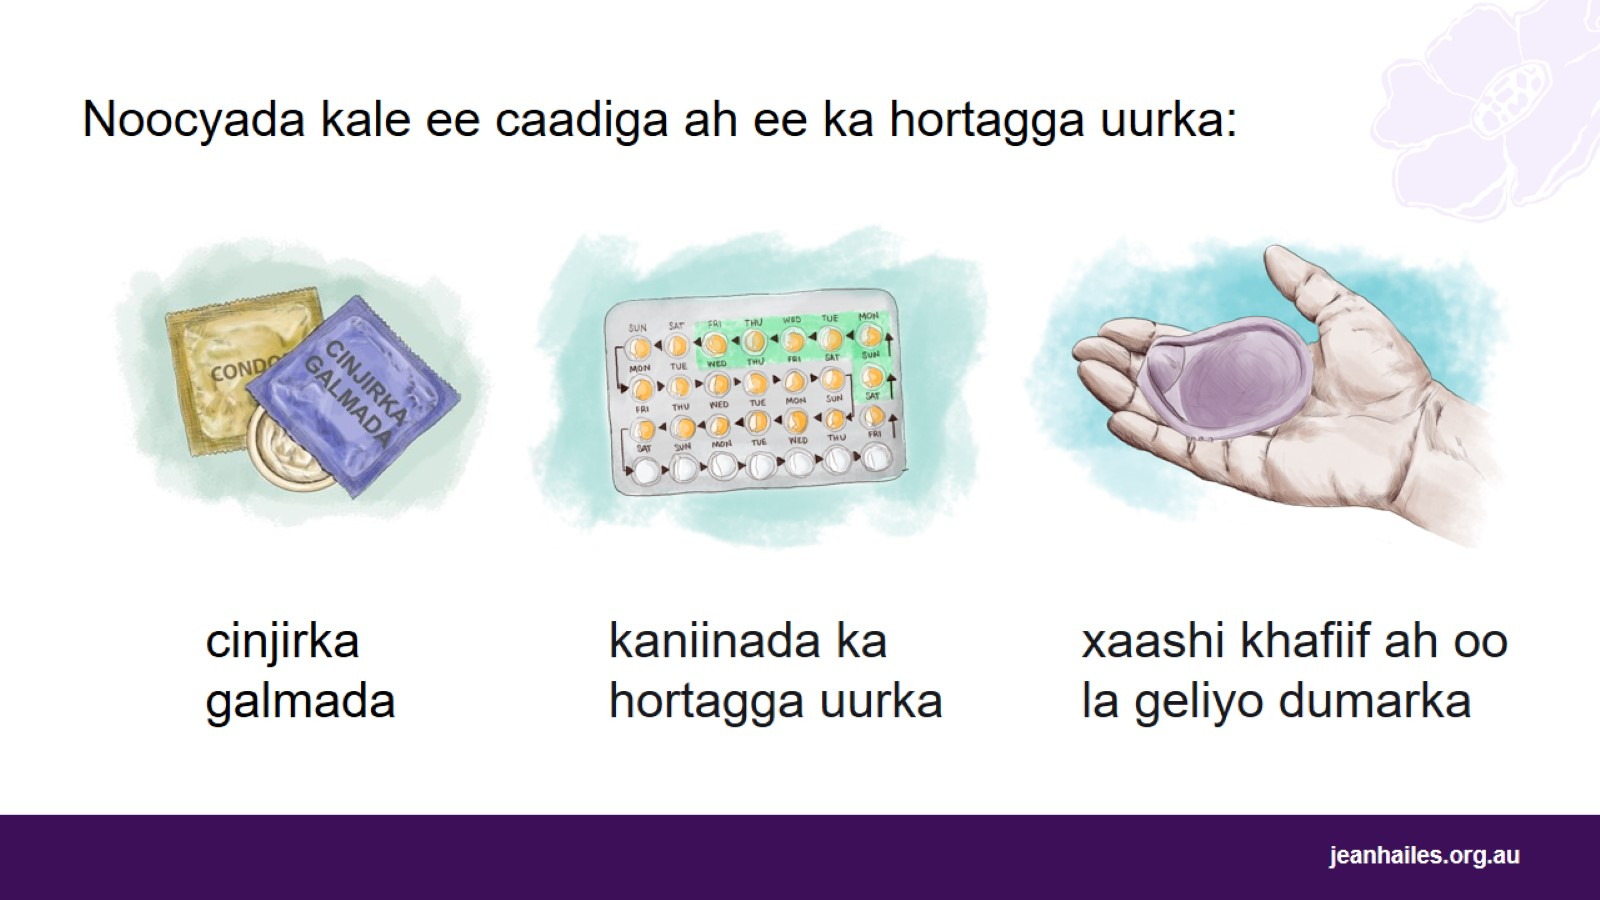 Noocyada kale ee caadiga ah ee ka hortagga uurka:
CONDO
CINJIRKA
GALMADA
SUN SAT FRI THU WED TUE MON
MON TUE WED THU FRI SAT SUN
FRI THU WED TUE MON SUN SAT
SAT SUN MON TUE WED THU FRI
cinjirka
galmada
kaniinada ka
hortagga uurka
xaashi khafiif ah oo
la geliyo dumarka
jeanhailes.org.au